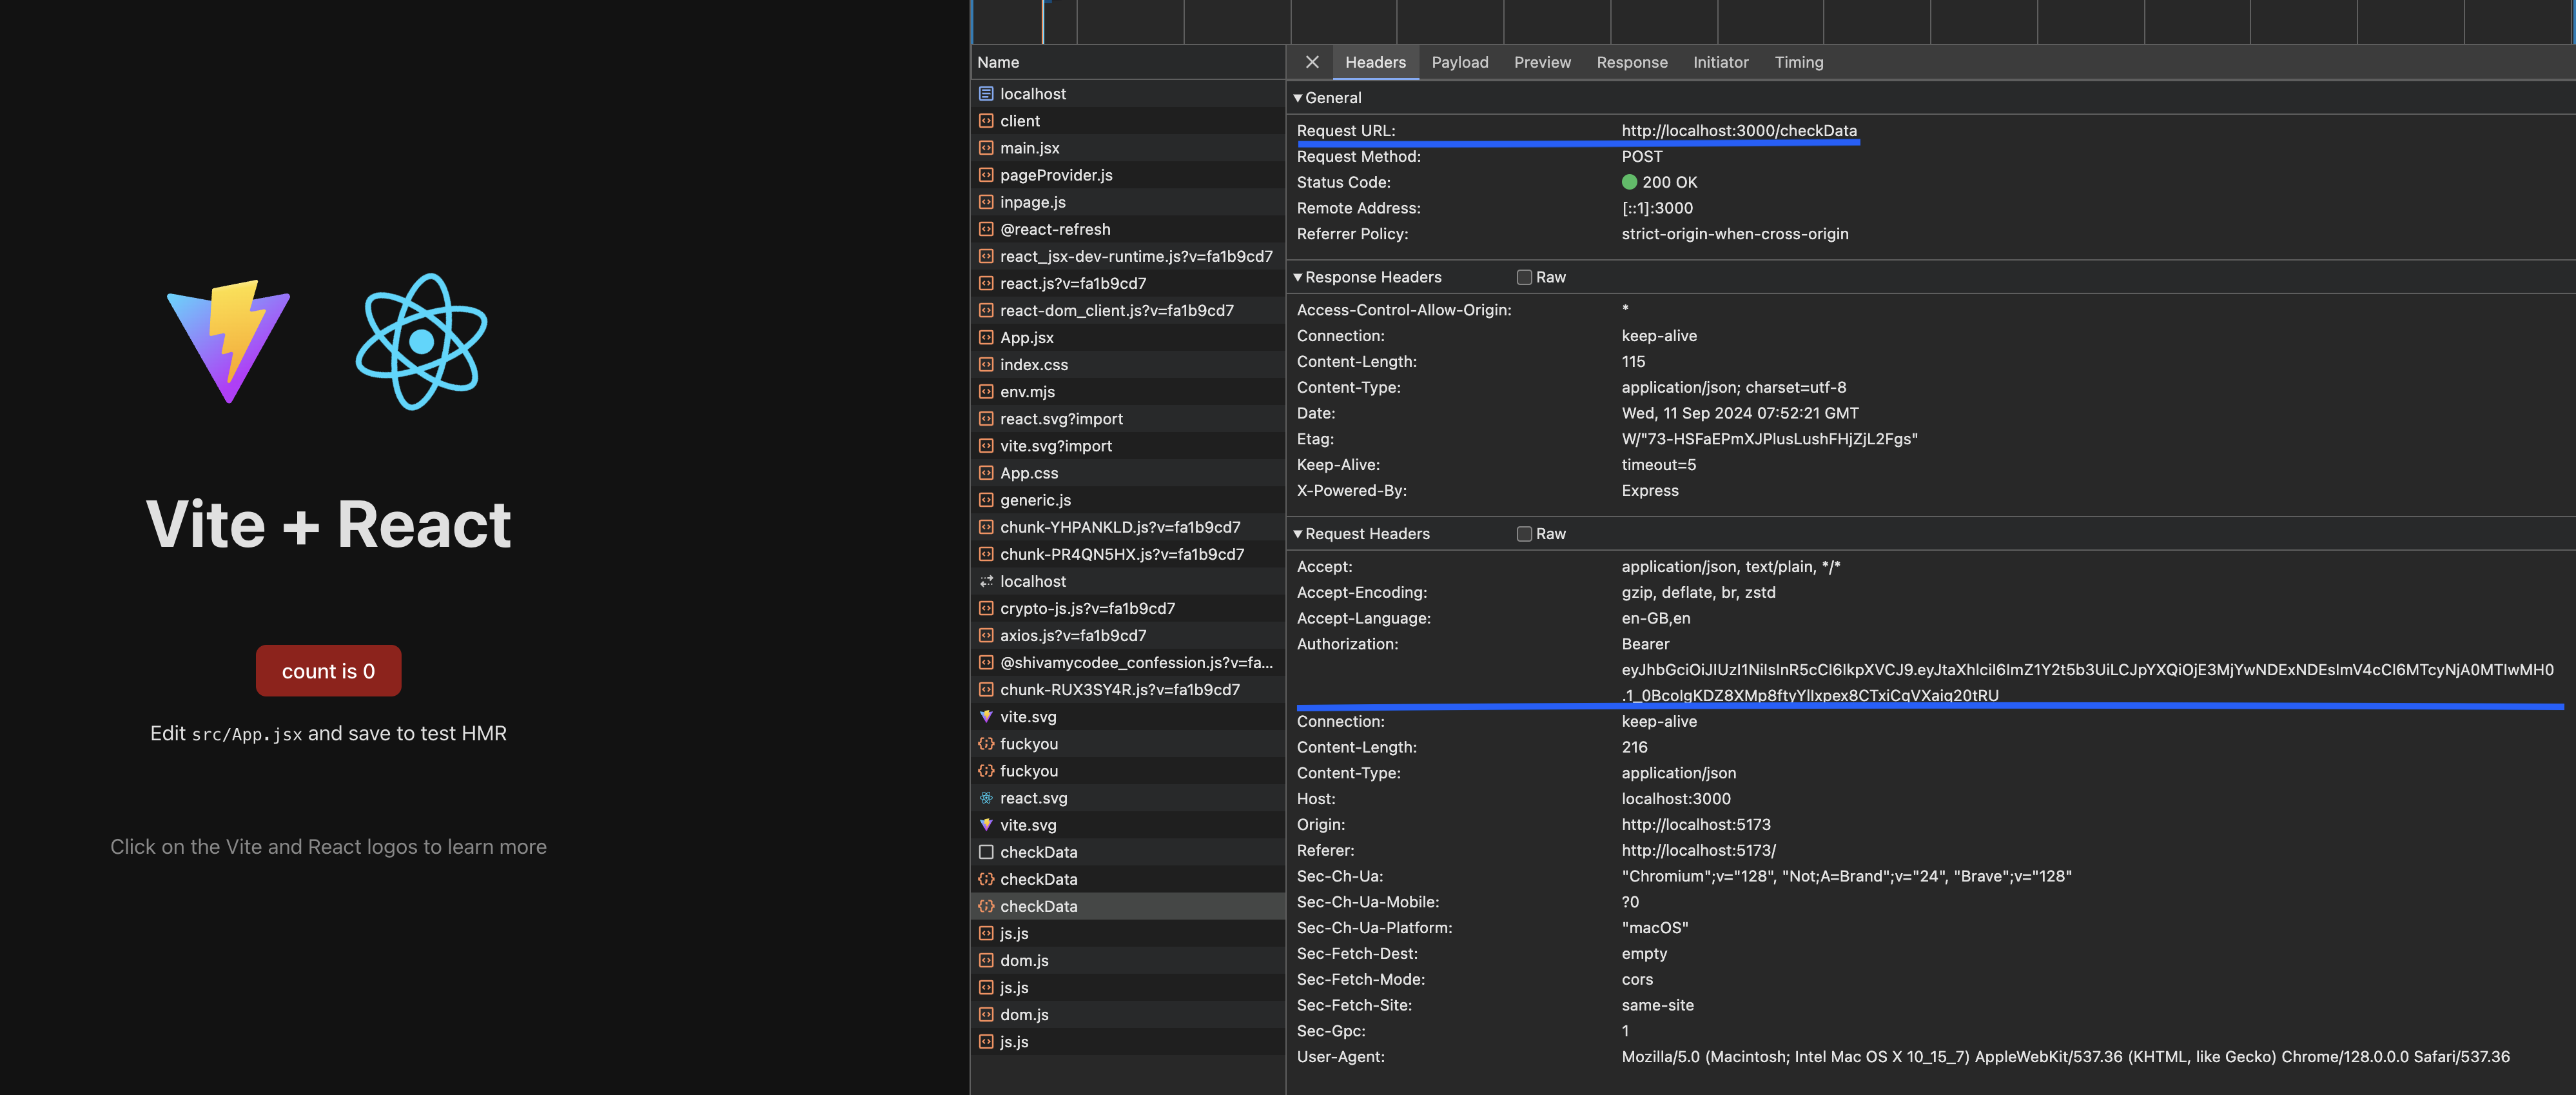 Vite + React
count is 0
Edit src/App.jsx and save to test HMR
Click on the Vite and React logos to learn more
Name
localhost
client
main.jsx
pageProvider.js
inpage.js
@react-refresh
react_jsx-dev-runtime.js?v=fa1b9cd7
react.js?v=fa1b9cd7
react-dom_client.js?v=fa1b9cd7
App.jsx
index.css
env.mjs
react.svg?import
vite.svg?import
App.css
generic.js
chunk-YHPANKLD.js?v=fa1b9cd7
chunk-PR4QN5HX.js?v=fa1b9cd7
localhost
crypto-js.js?v=fa1b9cd7
axios.js?v=fa1b9cd7
@shivamycodee_confession.js?v=fa...
chunk-RUX3SY4R.js?v=fa1b9cd7
vite.svg
fuckyou
fuckyou
react.svg
vite.svg
checkData
checkData
checkData
js.js
dom.js
js.js
dom.js
js.js
Headers Payload Preview Response Initiator Timing
General
Request URL: http://localhost:3000/checkData
Request Method: POST
Status Code: 200 OK
Remote Address: [::1]:3000
Referrer Policy: strict-origin-when-cross-origin
Response Headers Raw
Access-Control-Allow-Origin: *
Connection: keep-alive
Content-Length: 115
Content-Type: application/json; charset=utf-8
Date: Wed, 11 Sep 2024 07:52:21 GMT
Etag: W/"73-HSFaEPmXJPlusLushFHjZjL2Fgs"
Keep-Alive: timeout=5
X-Powered-By: Express
Request Headers Raw
Accept: application/json, text/plain, */*
Accept-Encoding: gzip, deflate, br, zstd
Accept-Language: en-GB,en
Authorization: Bearer
eyJhbGciOiJIUzI1NiIsInR5cCI6IkpXVCJ9.eyJtaXhlciI6ImZ1Y2t5b3UiLCJpYXQiOjE3MjYwNDExNDEsImV4cCI6MTcyNjA0MTIwMH0
.1_0BcoIgKDZ8XMp8ftyYIlxpex8CTxiCgVXaig20tRU
Connection: keep-alive
Content-Length: 216
Content-Type: application/json
Host: localhost:3000
Origin: http://localhost:5173
Referer: http://localhost:5173/
Sec-Ch-Ua: "Chromium";v="128", "Not;A=Brand";v="24", "Brave";v="128"
Sec-Ch-Ua-Mobile: ?0
Sec-Ch-Ua-Platform: "macOS"
Sec-Fetch-Dest: empty
Sec-Fetch-Mode: cors
Sec-Fetch-Site: same-site
Sec-Gpc: 1
User-Agent: Mozilla/5.0 (Macintosh; Intel Mac OS X 10_15_7) AppleWebKit/537.36 (KHTML, like Gecko) Chrome/128.0.0.0 Safari/537.36